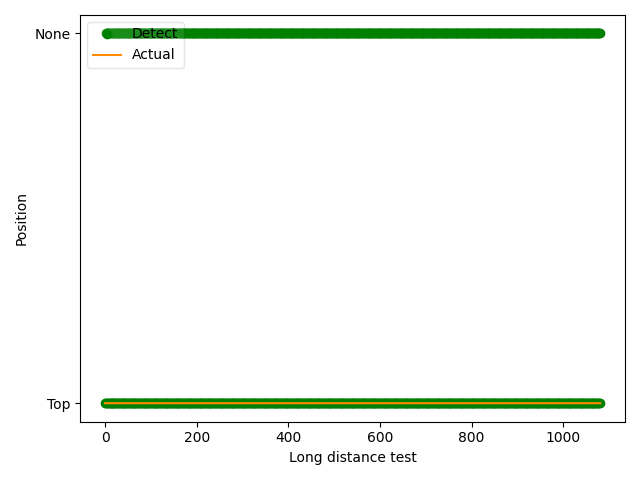 None
Detect
Actual
Position
Top
0 200 400 600 800 1000
Long distance test